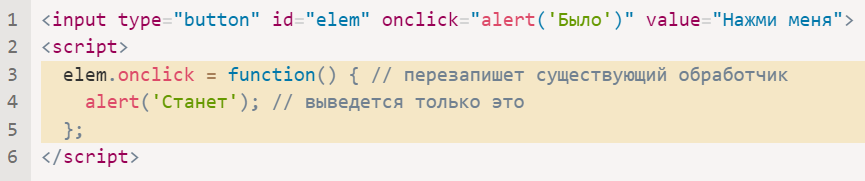 1 <input type="button" id="elem" onclick="alert('Было')" value="Нажми меня">
2 <script>
3   elem.onclick = function() { // перезапишет существующий обработчик
4     alert('Станет'); // выведется только это
5   };
6 </script>